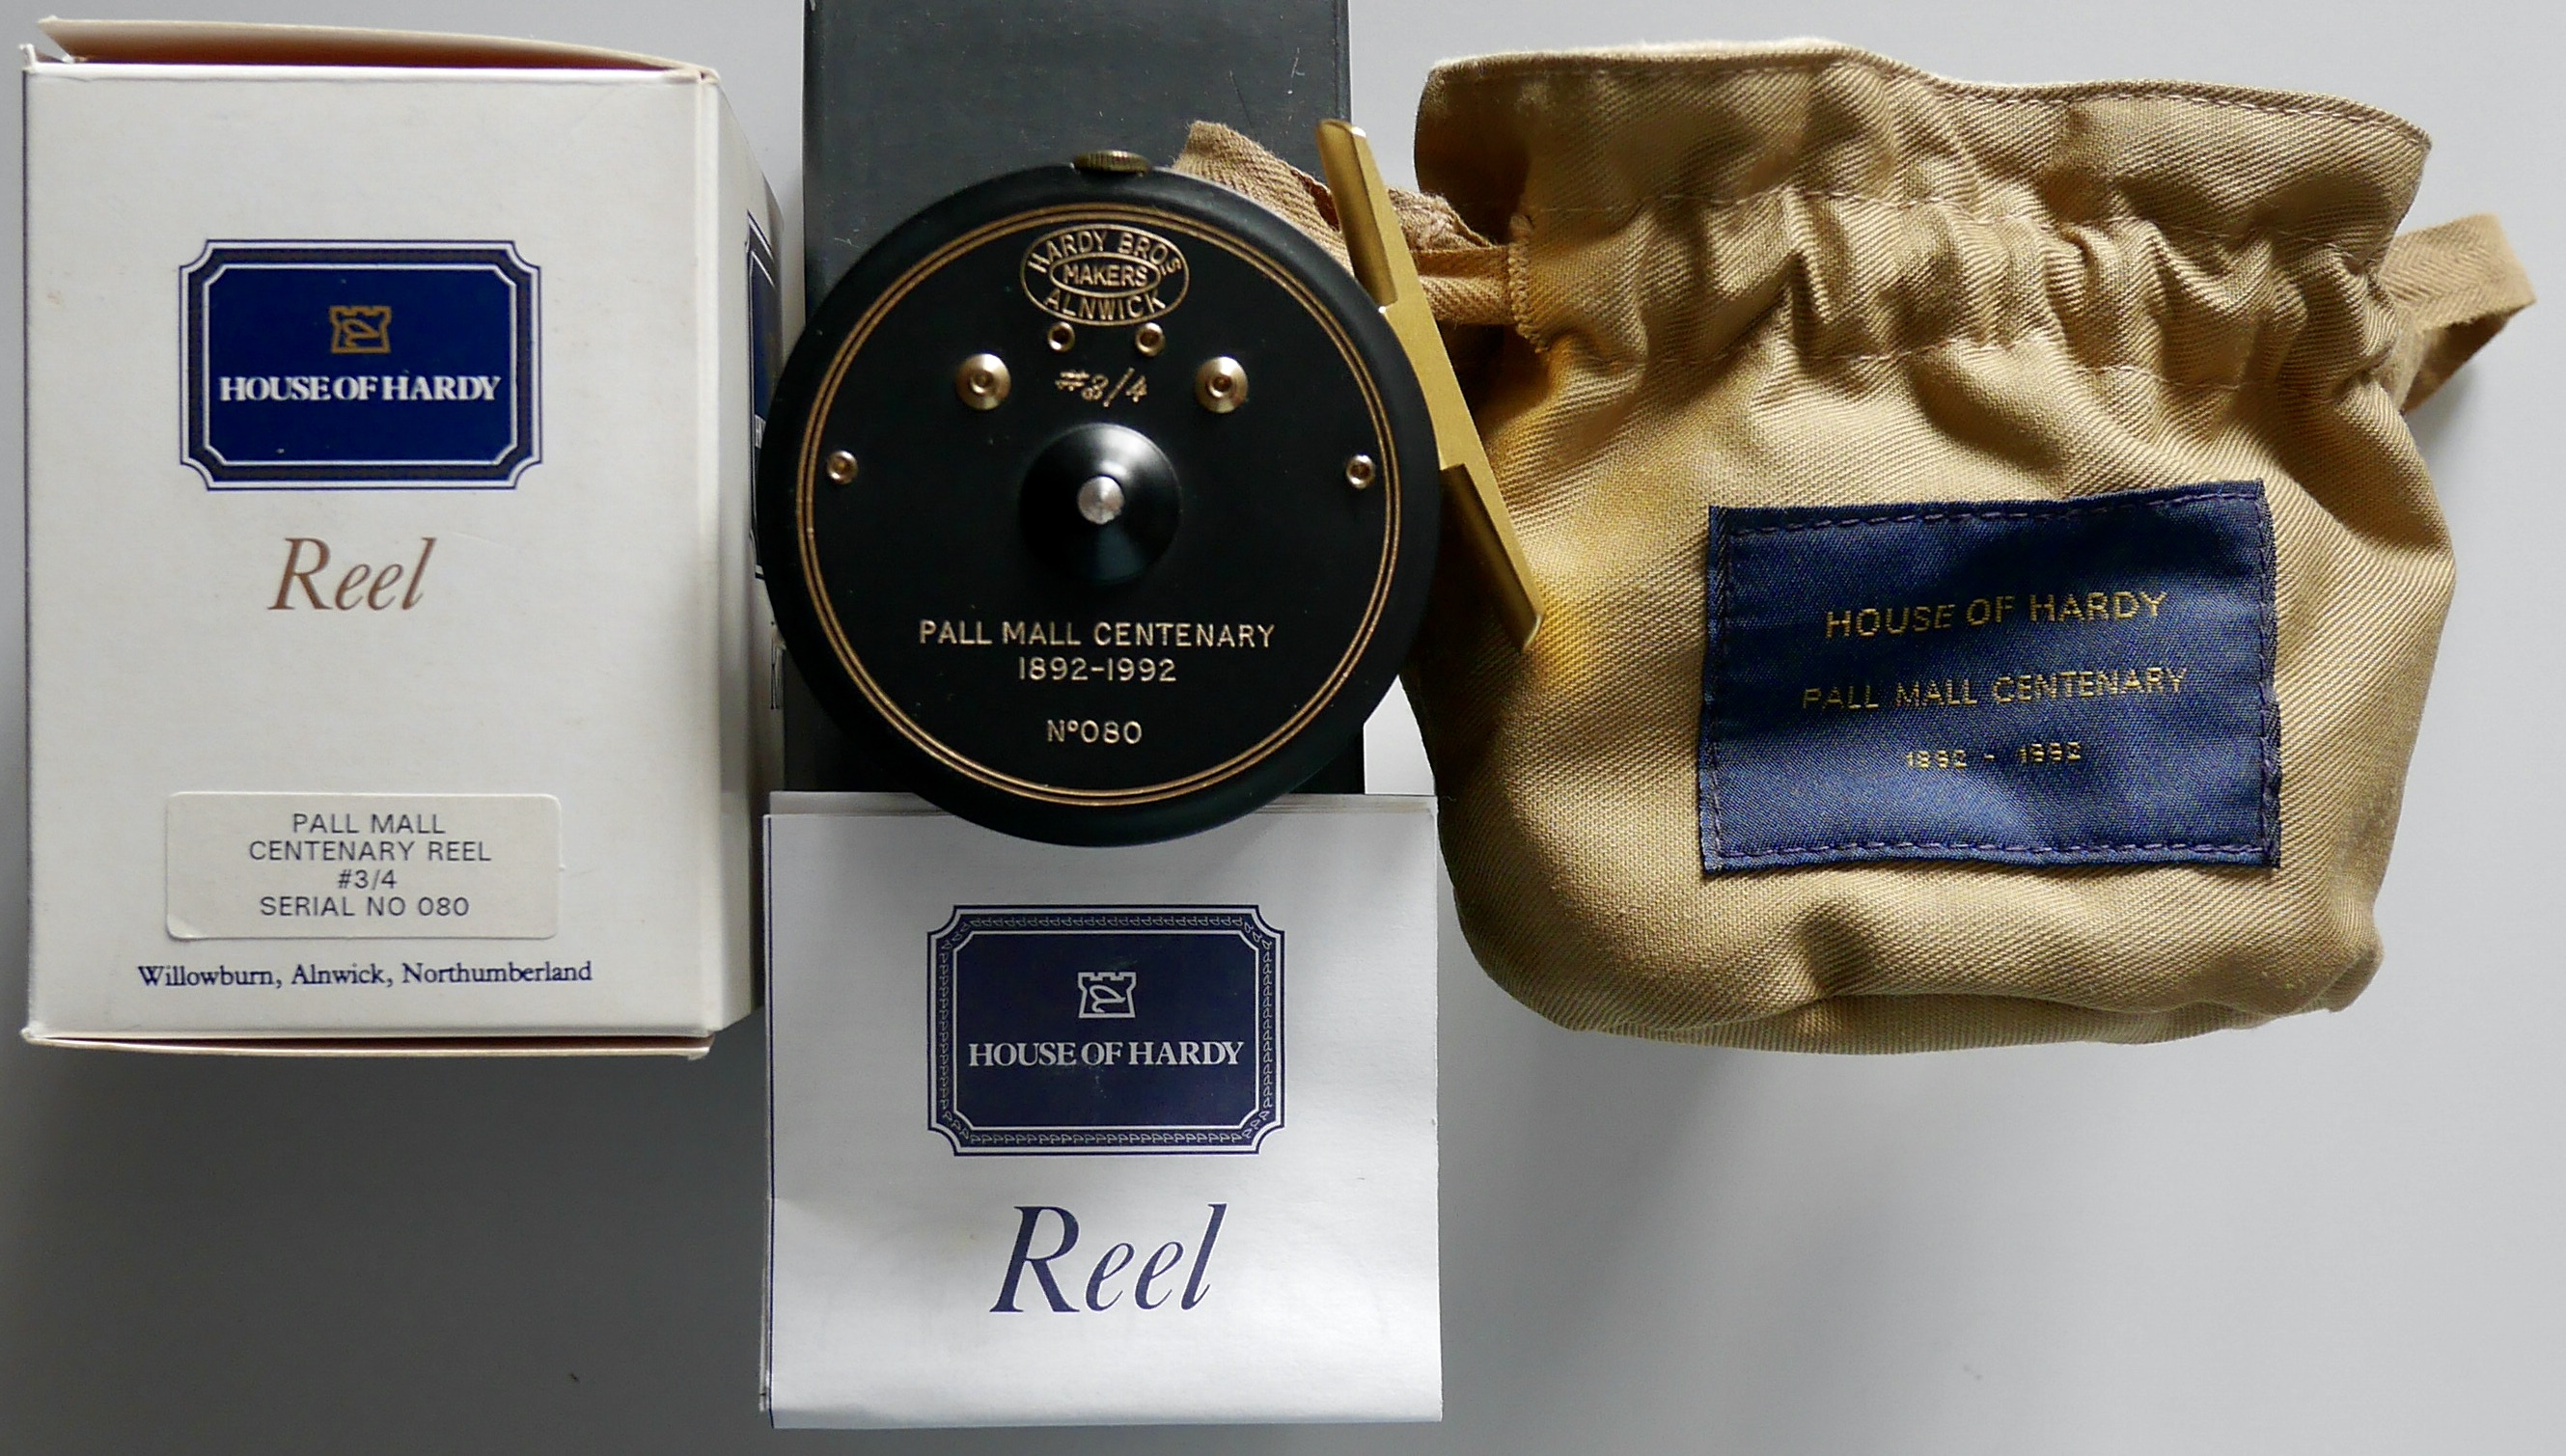 HOUSE OF HARDY
Reel
PALL MALL
CENTENARY REEL
#3/4
SERIAL NO 080
Willowburn, Alnwick, Northumberland
HARDY BROS
MAKERS
ALNWICK
#3/4
PALL MALL CENTENARY
1892-1992
Nº080
HOUSE OF HARDY
Reel
HOUSE OF HARDY
PALL MALL CENTENARY
1892 - 1992